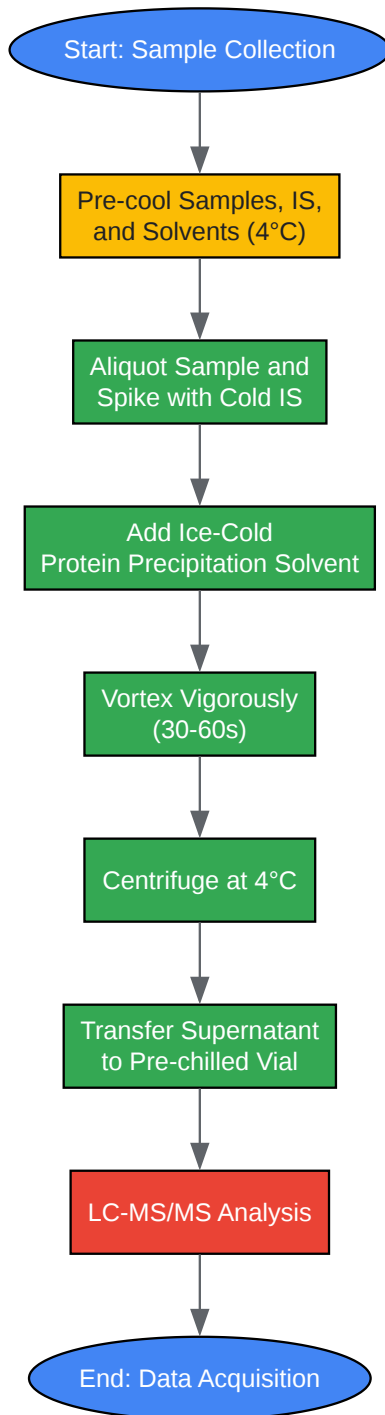 Start: Sample Collection
Pre-cool Samples, IS,
and Solvents (4°C)
Aliquot Sample and
Spike with Cold IS
Add Ice-Cold
Protein Precipitation Solvent
Vortex Vigorously
(30-60s)
Centrifuge at 4°C
Transfer Supernatant
to Pre-chilled Vial
LC-MS/MS Analysis
End: Data Acquisition